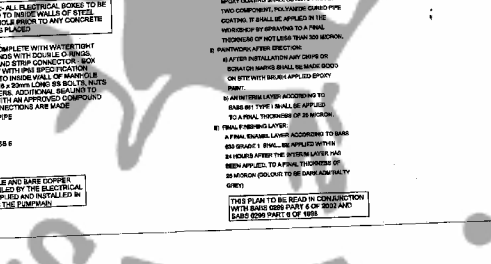 - ALL ELECTRICAL BOXES TO BE
TO INSIDE WALLS OF STEEL
PRIOR TO ANY CONCRETE
IS PLACED
COMPLETE WITH WATERTIGHT
WITH DOUBLE O-RINGS,
AND STRIP CONNECTOR - BOX
WITH IP65 SPECIFICATION
TO INSIDE WALL OF MANHOLE
x 20mm LONG SS BOLTS, NUTS
ADDITIONAL SEALING TO
WITH AN APPROVED COMPOUND
CONNECTIONS ARE MADE
PIPE
AND BARE COPPER
BY THE ELECTRICAL
AND INSTALLED IN
THE PUMPMAIN
TWO COMPONENT, POLYAMIDE CURED PIPE
COATING. IT SHALL BE APPLIED IN THE
WORKSHOP BY SPRAYING TO A FINAL
THICKNESS OF NOT LESS THAN 300 MICRON.
PAINTWORK AFTER ERECTION:
AFTER INSTALLATION ANY CHIPS OR
SCRATCH MARKS SHALL BE MADE GOOD
ON SITE WITH BRUSH APPLIED EPOXY
PAINT.
AN INTERIM LAYER ACCORDING TO
SABS 681 TYPE I SHALL BE APPLIED
TO A FINAL THICKNESS OF 25 MICRON.
FINAL FINISHING LAYER:
A FINAL ENAMEL LAYER ACCORDING TO SABS
630 GRADE 1 SHALL BE APPLIED WITHIN
24 HOURS AFTER THE INTERIM LAYER HAS
BEEN APPLIED, TO A FINAL THICKNESS OF
25 MICRON (COLOUR TO BE DARK ADMIRALTY
GREY)
THIS PLAN TO BE READ IN CONJUNCTION
WITH SABS 0299 PART 5 OF 2002 AND
SABS 0299 PART 6 OF 1998